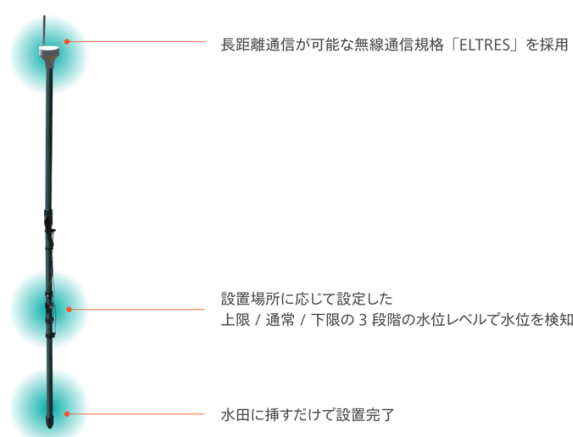 長距離通信が可能な無線通信規格「ELTRES」を採用
設置場所に応じて設定した
上限 / 通常 / 下限の 3 段階の水位レベルで水位を検知
水田に挿すだけで設置完了